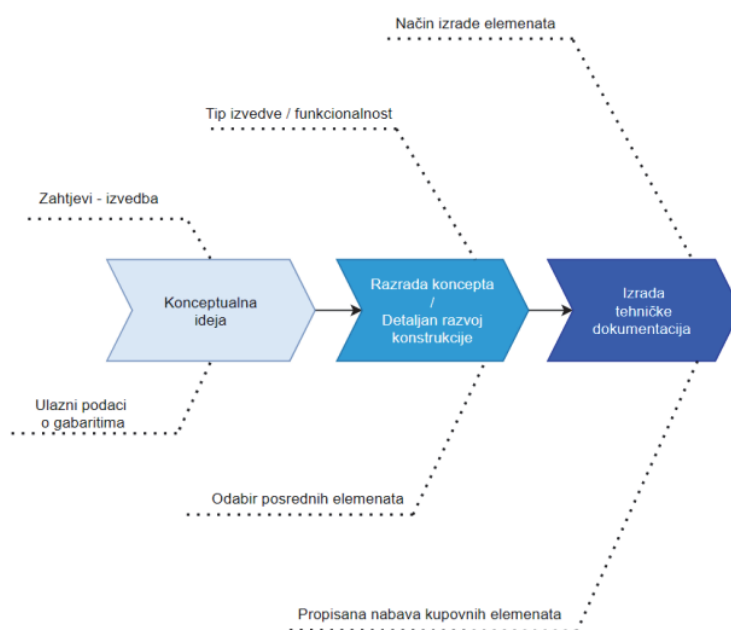 Način izrade elemenata
Tip izvedve / funkcionalnost
Zahtjevi - izvedba
Konceptualna
ideja
Razrada koncepta
/
Detaljan razvoj
konstrukcije
Izrada
tehničke
dokumentacija
Ulazni podaci
o gabaritima
Odabir posrednih elemenata
Propisana nabava kupovnih elemenata